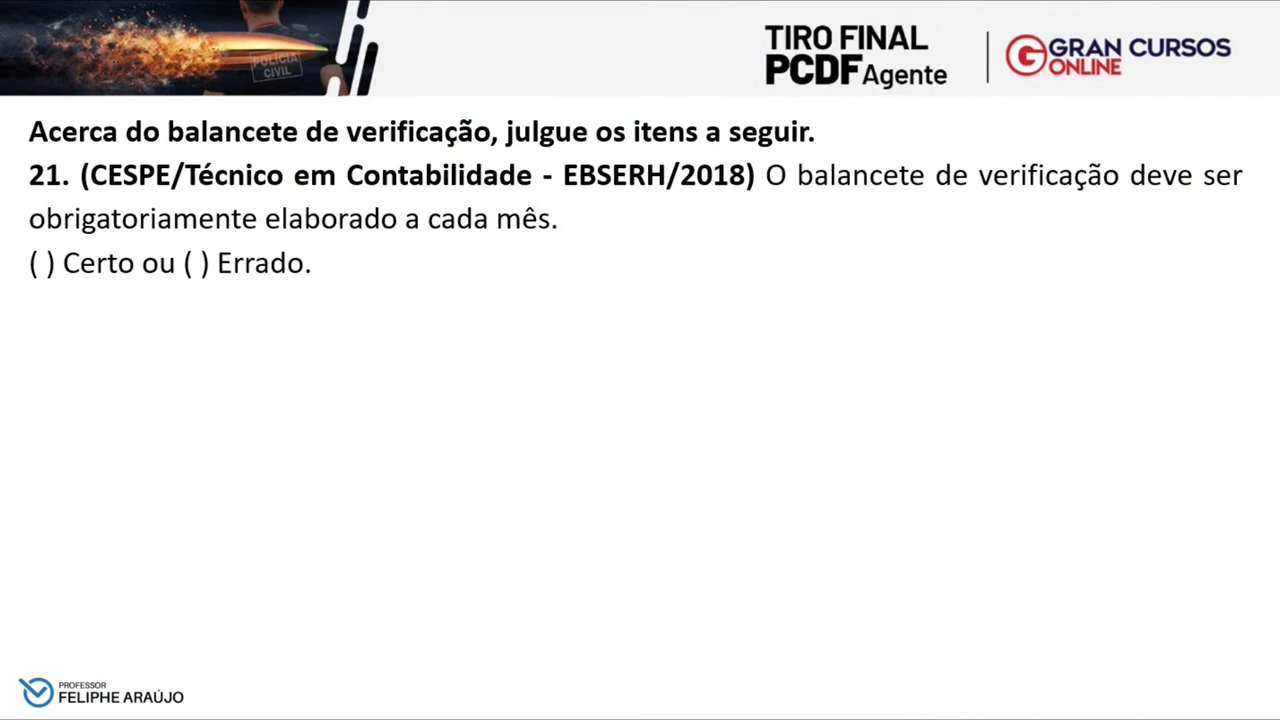 POLÍCIA
CIVIL
TIRO FINAL
PCDF Agente
GRAN CURSOS
ONLINE
Acerca do balancete de verificação, julgue os itens a seguir.
21. (CESPE/Técnico em Contabilidade - EBSERH/2018) O balancete de verificação deve ser
obrigatoriamente elaborado a cada mês.
( ) Certo ou ( ) Errado.
PROFESSOR
FELIPHE ARAÚJO